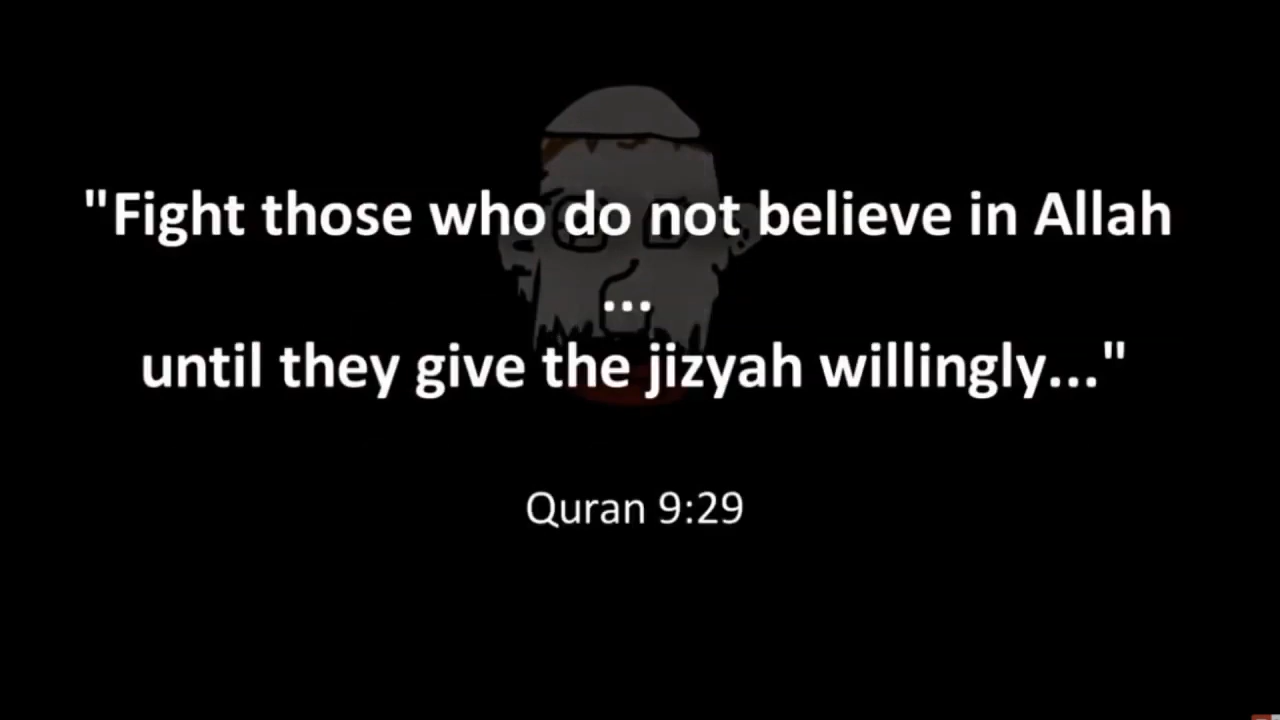 "Fight those who do not believe in Allah
...
until they give the jizyah willingly..."
Quran 9:29